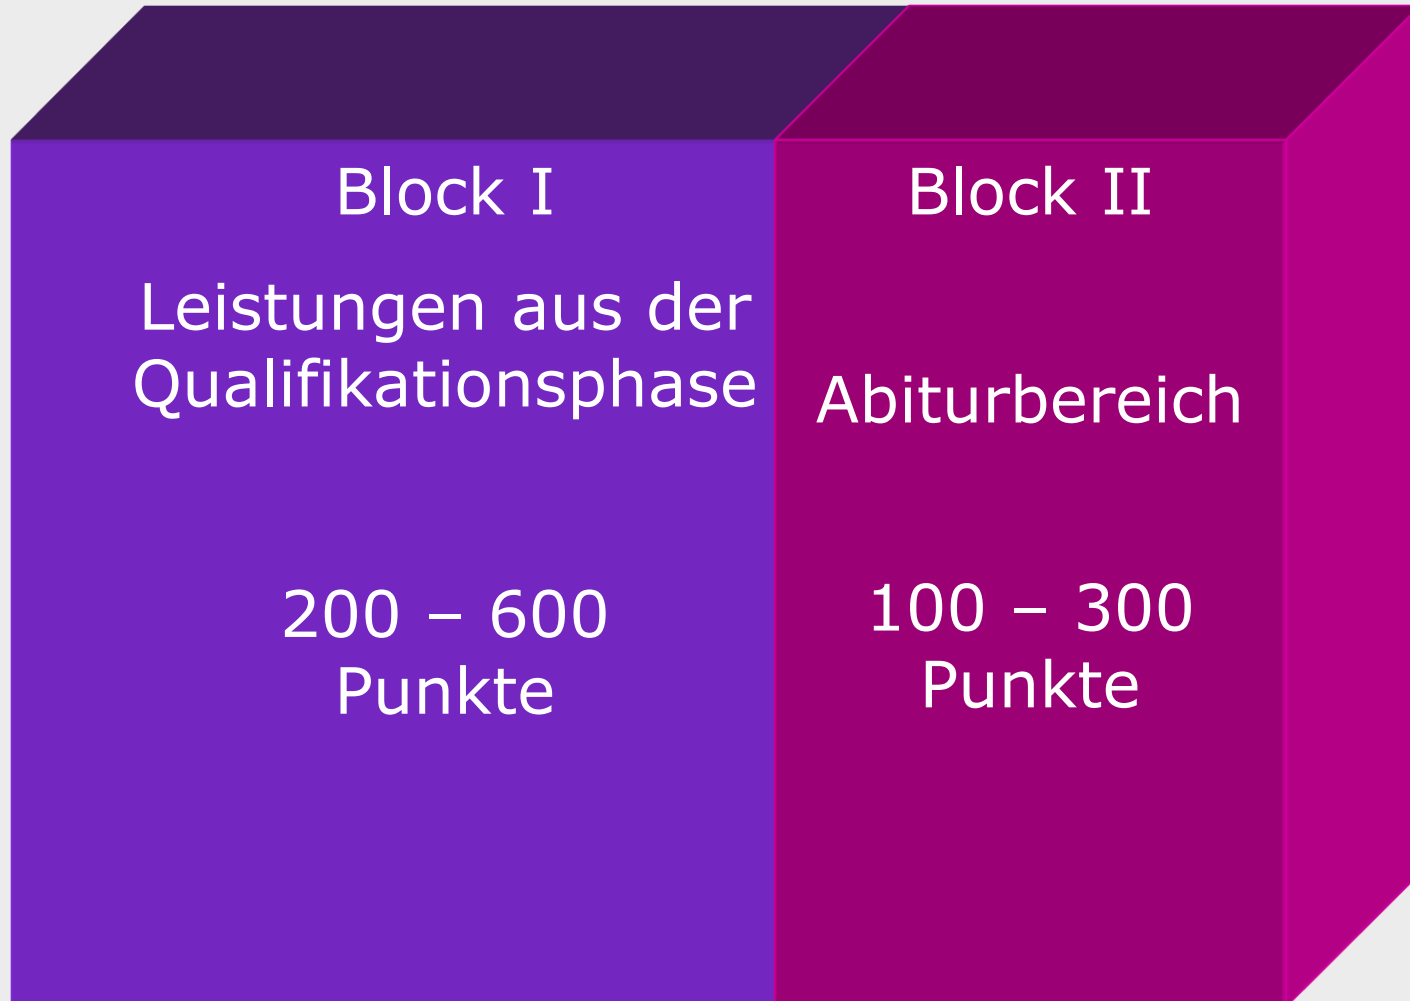 Block I
Leistungen aus der
Qualifikationsphase
200 – 600
Punkte
Block II
Abiturbereich
100 – 300
Punkte